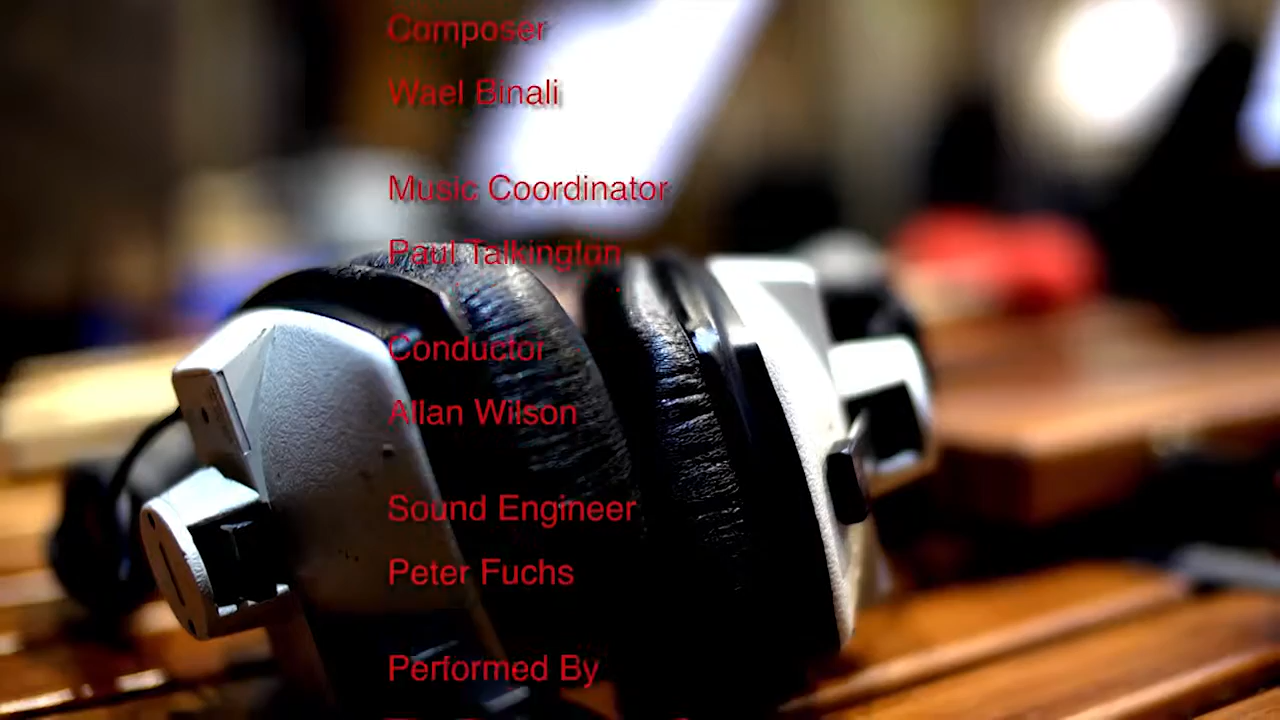 Composer
Wael Binali
Music Coordinator
Paul Talkington
Conductor
Allan Wilson
Sound Engineer
Peter Fuchs
Performed By